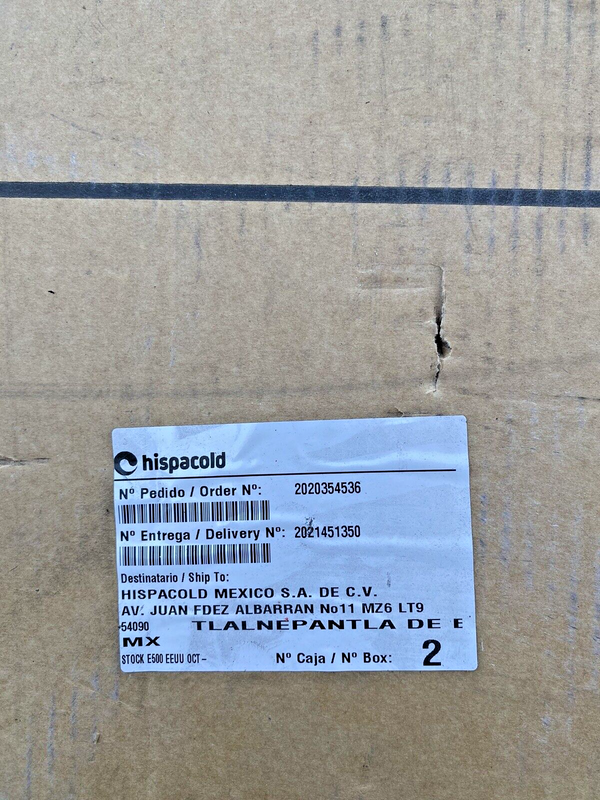 hispacold
Nº Pedido / Order Nº: 2020354536
Nº Entrega / Delivery Nº: 2021451350
Destinatario / Ship To:
HISPACOLD MEXICO S.A. DE C.V.
AV. JUAN FDEZ ALBARRAN No11 MZ6 LT9
54090 TLALNEPANTLA DE E
MX
STOCK E500 EEUU OCT-
Nº Caja / Nº Box: 2